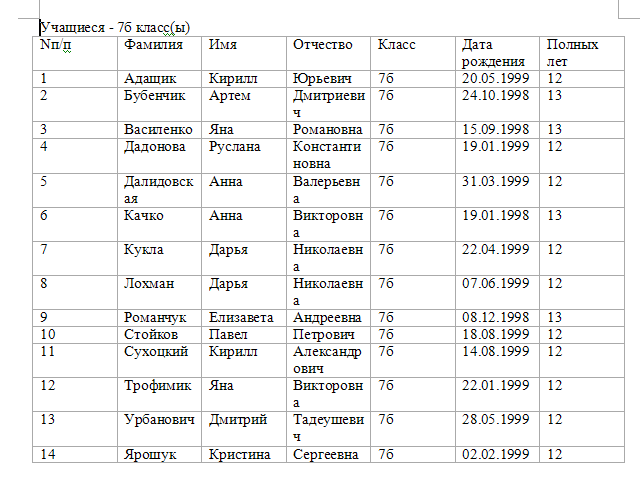 Учащиеся - 7б класс(ы)
Nп/п Фамилия Имя Отчество Класс Дата рождения Полных лет
1 Адащик Кирилл Юрьевич 7б 20.05.1999 12
2 Бубенчик Артем Дмитриевич 7б 24.10.1998 13
3 Василенко Яна Романовна 7б 15.09.1998 13
4 Дадонова Руслана Константиновна 7б 19.01.1999 12
5 Далидовская Анна Валерьевна 7б 31.03.1999 12
6 Качко Анна Викторовна 7б 19.01.1998 13
7 Кукла Дарья Николаевна 7б 22.04.1999 12
8 Лохман Дарья Николаевна 7б 07.06.1999 12
9 Романчук Елизавета Андреевна 7б 08.12.1998 13
10 Стойков Павел Петрович 7б 18.08.1999 12
11 Сухоцкий Кирилл Александрович 7б 14.08.1999 12
12 Трофимик Яна Викторовна 7б 22.01.1999 12
13 Урбанович Дмитрий Тадеушевич 7б 28.05.1999 12
14 Ярошук Кристина Сергеевна 7б 02.02.1999 12